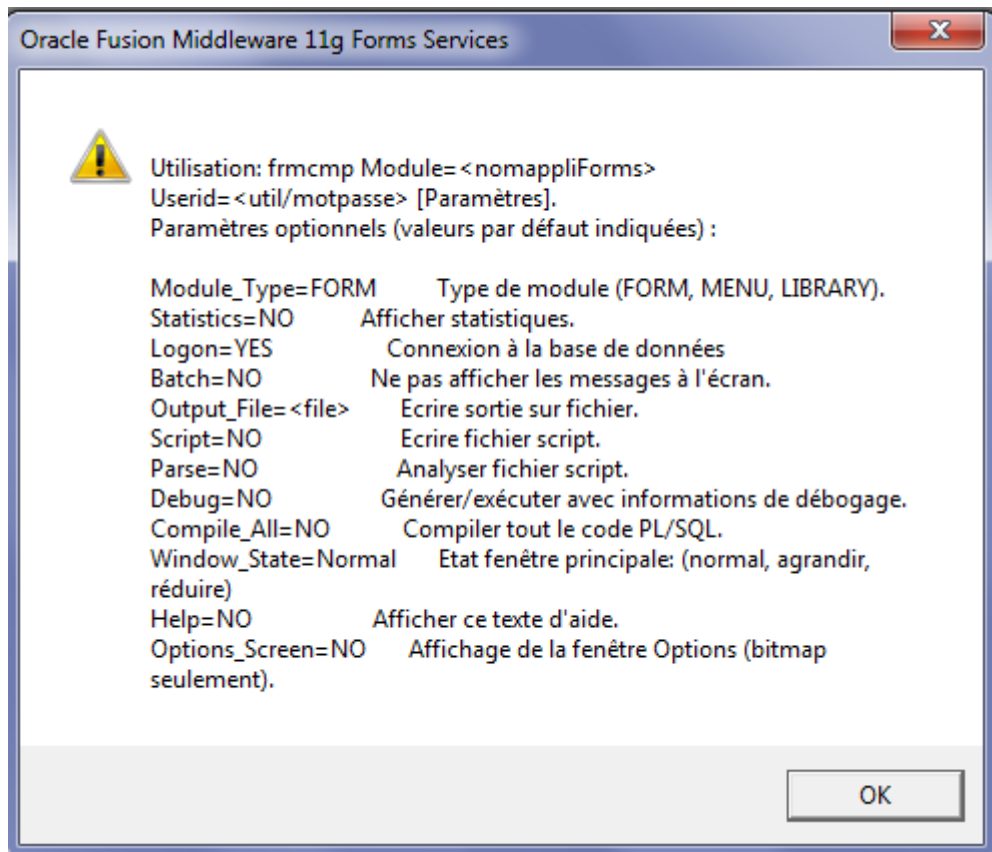 Oracle Fusion Middleware 11g Forms Services
Utilisation: frmcmp Module=<nomappliForms>
Userid=<util/motpasse> [Paramètres].
Paramètres optionnels (valeurs par défaut indiquées) :
Module_Type=FORM Type de module (FORM, MENU, LIBRARY).
Statistics=NO Afficher statistiques.
Logon=YES Connexion à la base de données
Batch=NO Ne pas afficher les messages à l'écran.
Output_File=<file> Ecrire sortie sur fichier.
Script=NO Ecrire fichier script.
Parse=NO Analyser fichier script.
Debug=NO Générer/exécuter avec informations de débogage.
Compile_All=NO Compiler tout le code PL/SQL.
Window_State=Normal Etat fenêtre principale: (normal, agrandir,
réduire)
Help=NO Afficher ce texte d'aide.
Options_Screen=NO Affichage de la fenêtre Options (bitmap
seulement).
OK